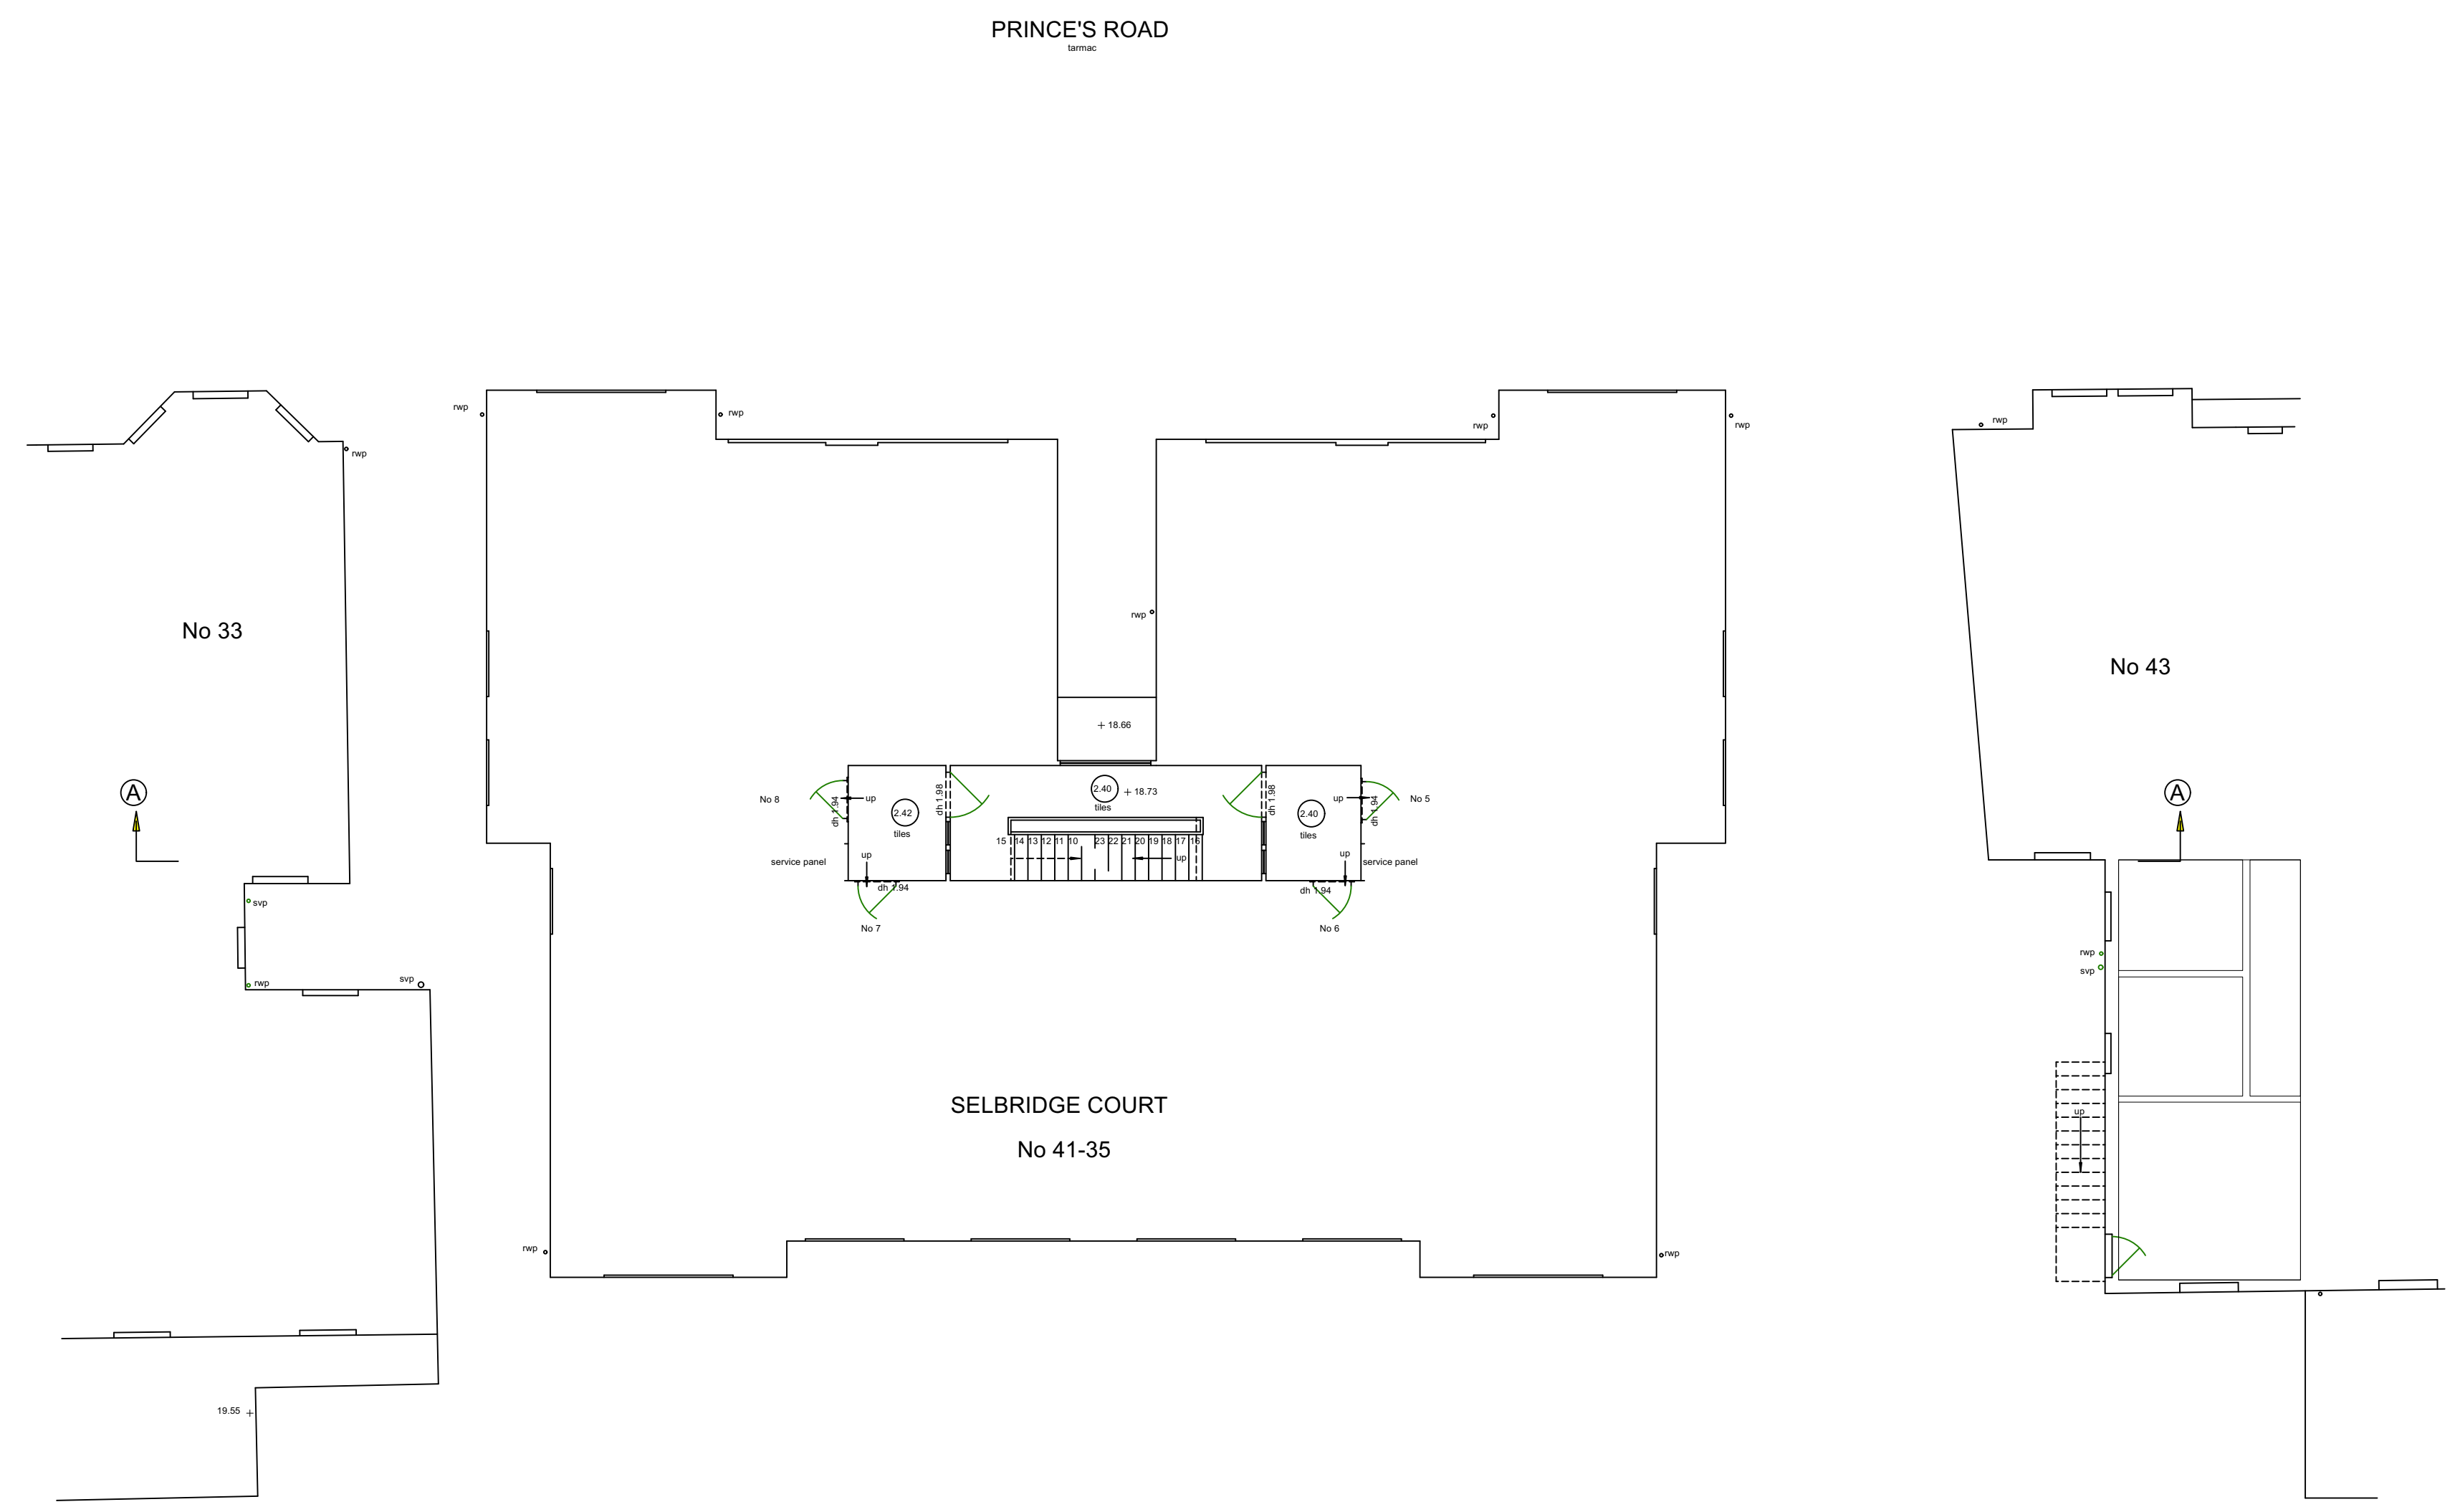 PRINCE'S ROAD
tarmac
rwp
rwp
rwp
rwp
rwp
rwp
rwp
No 33
No 43
18.66
A
A
No 8
dh 1.94
up
2.42
tiles
dh 1.98
2.40
18.73
tiles
dh 1.98
2.40
tiles
up
dh 1.94
No 5
15 14 13 12 11 10 23 22 21 20 19 18 17 16
up
service panel
up
dh 1.94
No 7
up
service panel
dh 1.94
No 6
svp
rwp
svp
rwp
svp
SELBRIDGE COURT
No 41-35
up
rwp
rwp
19.55